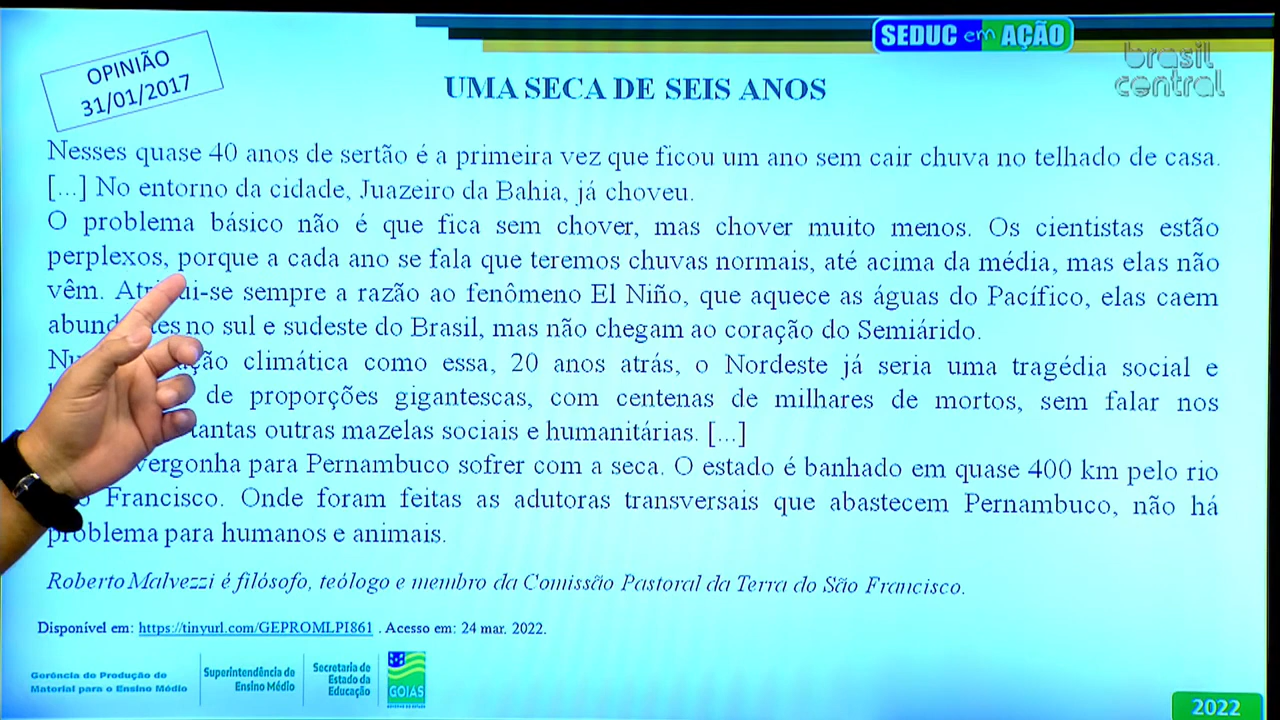 SEDUC em AÇÃO
brasil
central
OPINIÃO
31/01/2017
UMA SECA DE SEIS ANOS
Nesses quase 40 anos de sertão é a primeira vez que ficou um ano sem cair chuva no telhado de casa.
[...] No entorno da cidade, Juazeiro da Bahia, já choveu.
O problema básico não é que fica sem chover, mas chover muito menos. Os cientistas estão
perplexos, porque a cada ano se fala que teremos chuvas normais, até acima da média, mas elas não
vêm. se sempre a razão ao fenômeno El Niño, que aquece as águas do Pacífico, elas caem
no sul e sudeste do Brasil, mas não chegam ao coração do Semiárido.
climática como essa, 20 anos atrás, o Nordeste já seria uma tragédia social e
de proporções gigantescas, com centenas de milhares de mortos, sem falar nos
tantas outras mazelas sociais e humanitárias. [...]
vergonha para Pernambuco sofrer com a seca. O estado é banhado em quase 400 km pelo rio
Francisco. Onde foram feitas as adutoras transversais que abastecem Pernambuco, não há
problema para humanos e animais.
Roberto Malvezzi é filósofo, teólogo e membro da Comissão Pastoral da Terra do São Francisco.
Disponível em: https://tinyurl.com/GEPROMLPI861 . Acesso em: 24 mar. 2022.
Gerência de Produção de
Material para o Ensino Médio
Superintendência de
Ensino Médio
Secretaria de
Estado da
Educação
GOIÁS
2022